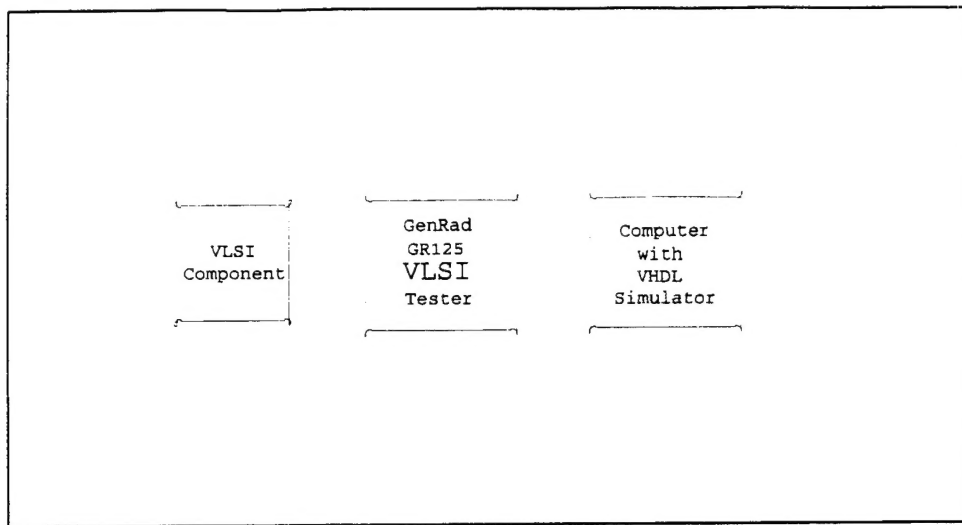 VLSI
Component
GenRad
GR125
VLSI
Tester
Computer
with
VHDL
Simulator